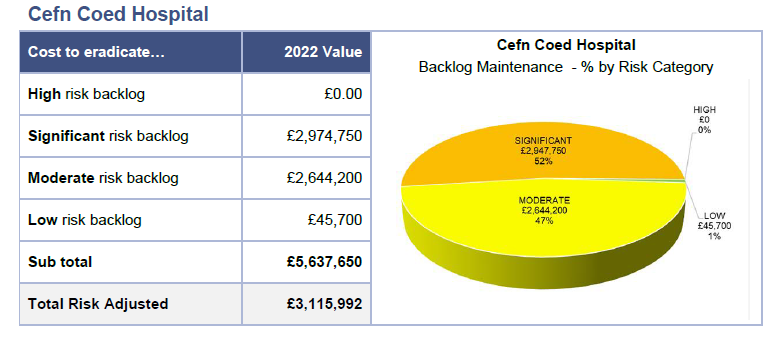 Cefn Coed Hospital
Cost to eradicate… 2022 Value
High risk backlog £0.00
Significant risk backlog £2,974,750
Moderate risk backlog £2,644,200
Low risk backlog £45,700
Sub total £5,637,650
Total Risk Adjusted £3,115,992
Cefn Coed Hospital
Backlog Maintenance - % by Risk Category
HIGH
£0
0%
SIGNIFICANT
£2,947,750
52%
MODERATE
£2,644,200
47%
LOW
£45,700
1%